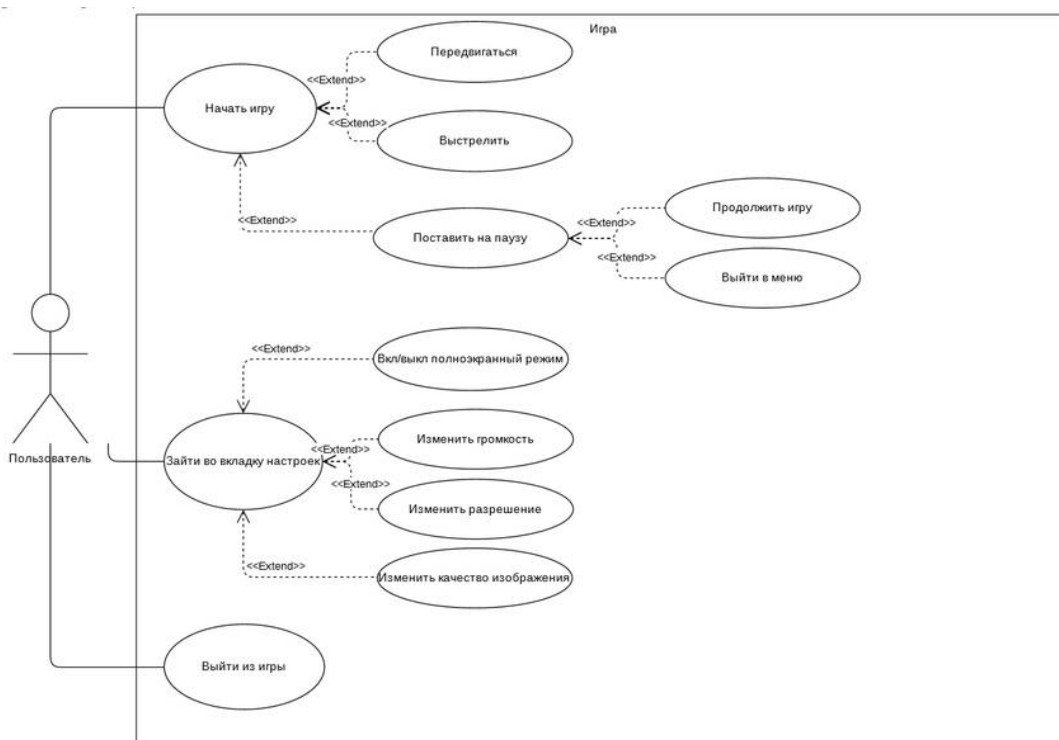 Игра
Передвигаться
<<Extend>>
Начать игру
<<Extend>>
Выстрелить
Продолжить игру
<<Extend>>
<<Extend>>
Поставить на паузу
<<Extend>>
Выйти в меню
<<Extend>>
Вкл/выкл полноэкранный режим
Изменить громкость
<<Extend>>
Пользователь
Зайти во вкладку настроек
<<Extend>>
Изменить разрешение
<<Extend>>
Изменить качество изображения
Выйти из игры